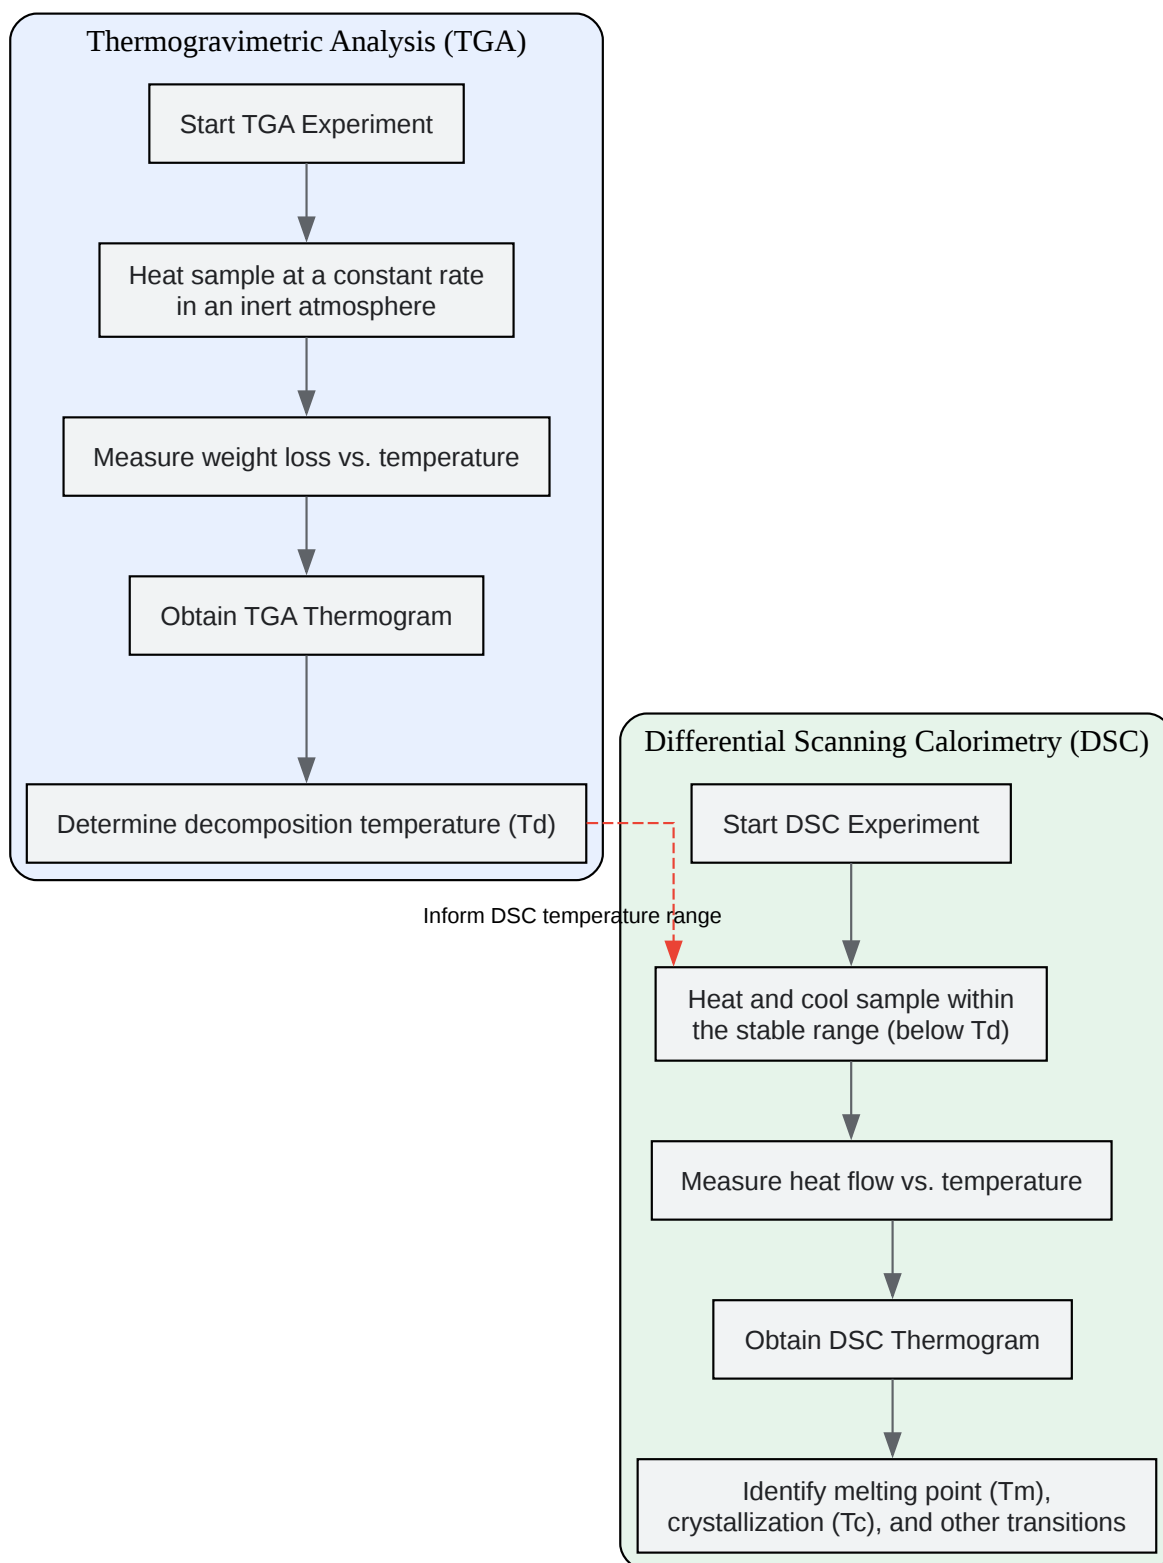 Thermogravimetric Analysis (TGA)
Start TGA Experiment
Heat sample at a constant rate
in an inert atmosphere
Measure weight loss vs. temperature
Obtain TGA Thermogram
Determine decomposition temperature (Td)
Inform DSC temperature range
Differential Scanning Calorimetry (DSC)
Start DSC Experiment
Heat and cool sample within
the stable range (below Td)
Measure heat flow vs. temperature
Obtain DSC Thermogram
Identify melting point (Tm),
crystallization (Tc), and other transitions